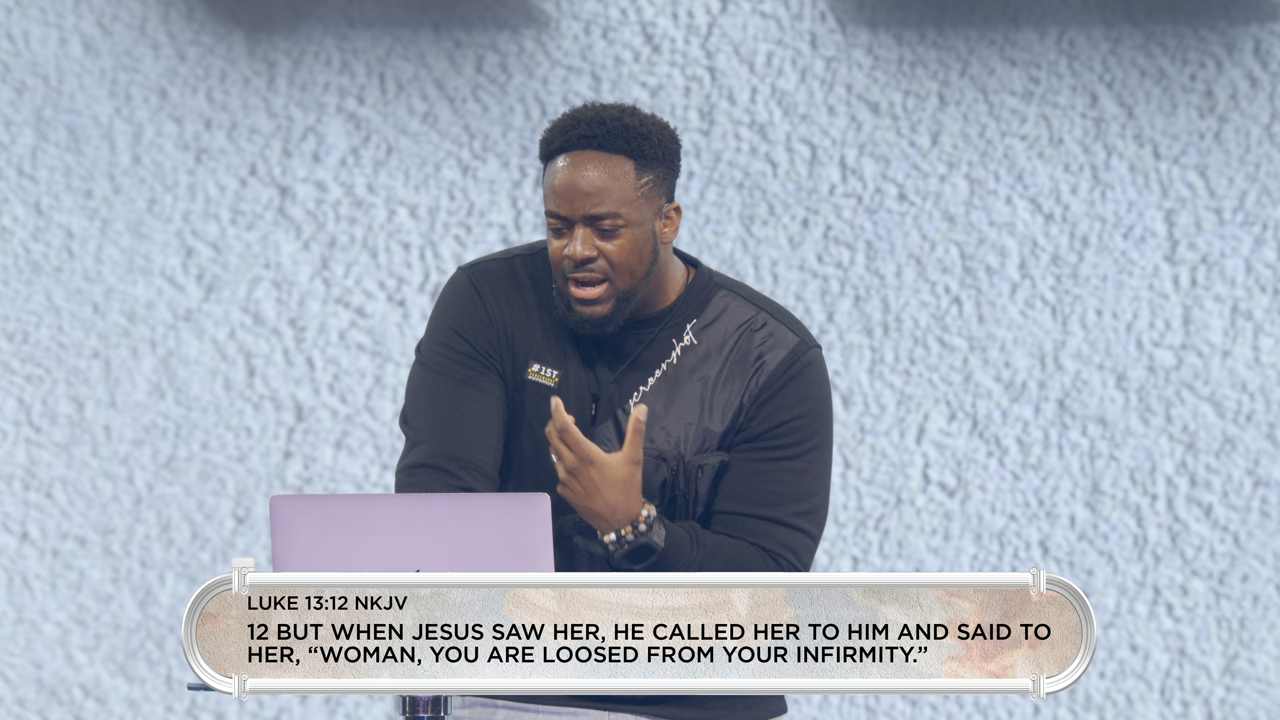 #1ST
screenshot
LUKE 13:12 NKJV
12 BUT WHEN JESUS SAW HER, HE CALLED HER TO HIM AND SAID TO
HER, “WOMAN, YOU ARE LOOSED FROM YOUR INFIRMITY.”